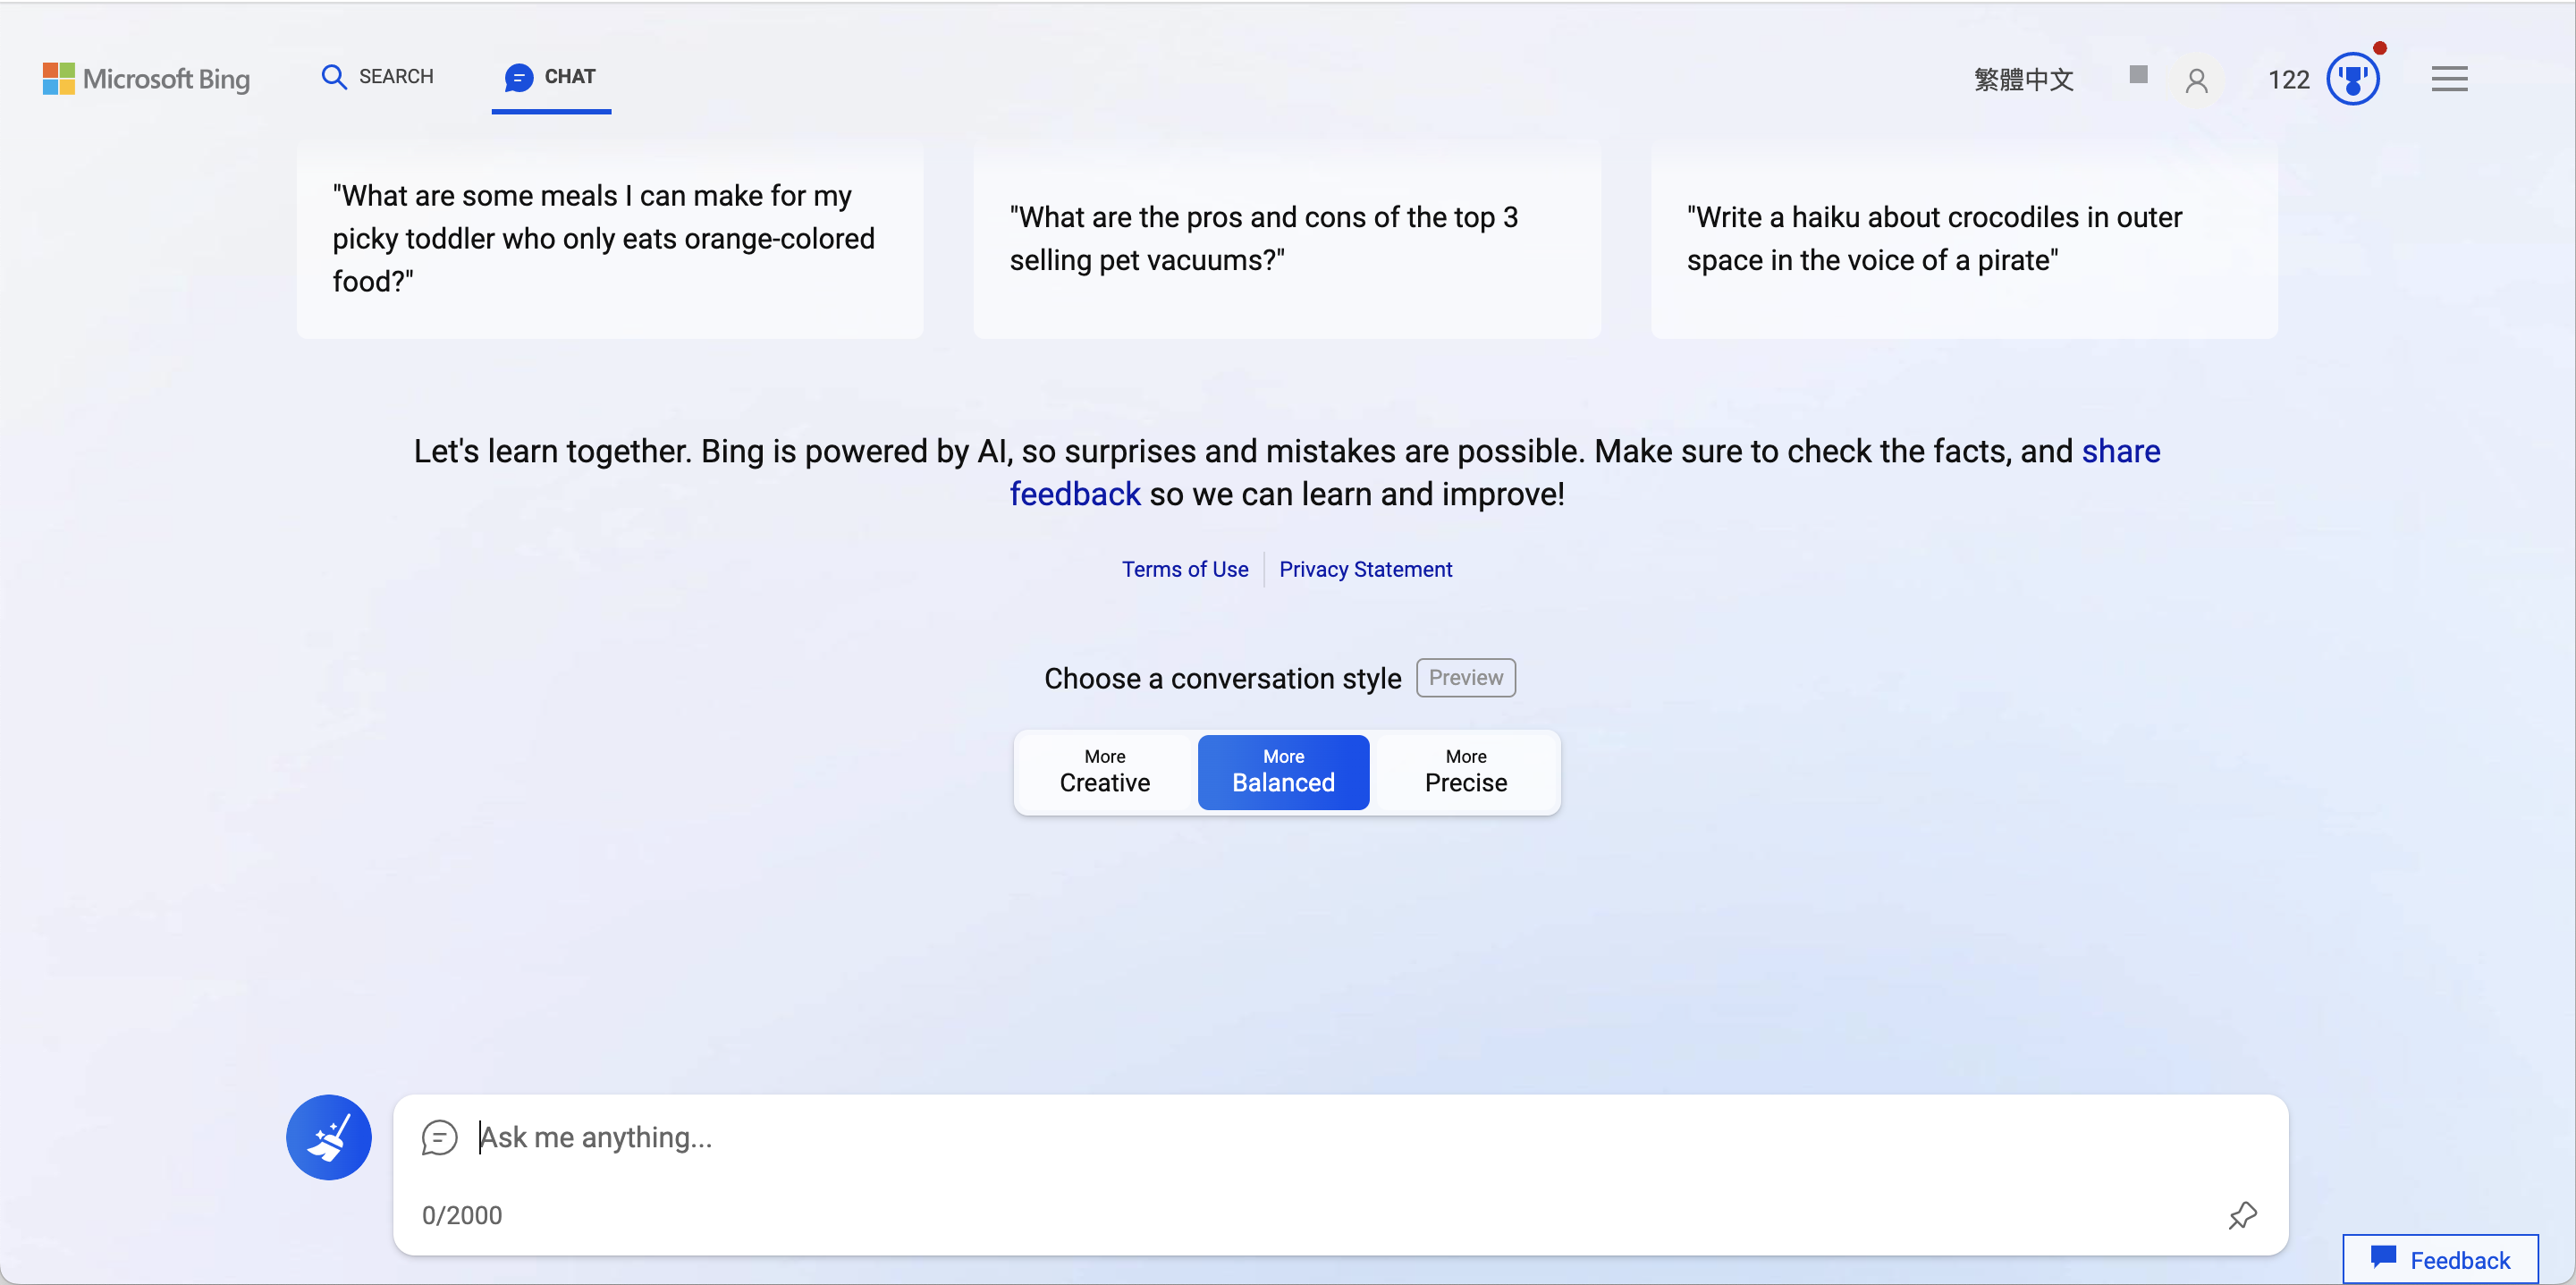 Microsoft Bing
SEARCH
CHAT
繁體中文
122
"What are some meals I can make for my
picky toddler who only eats orange-colored
food?"
"What are the pros and cons of the top 3
selling pet vacuums?"
"Write a haiku about crocodiles in outer
space in the voice of a pirate"
Let's learn together. Bing is powered by AI, so surprises and mistakes are possible. Make sure to check the facts, and share
feedback so we can learn and improve!
Terms of Use
Privacy Statement
Choose a conversation style
Preview
More
Creative
More
Balanced
More
Precise
Ask me anything...
0/2000
Feedback